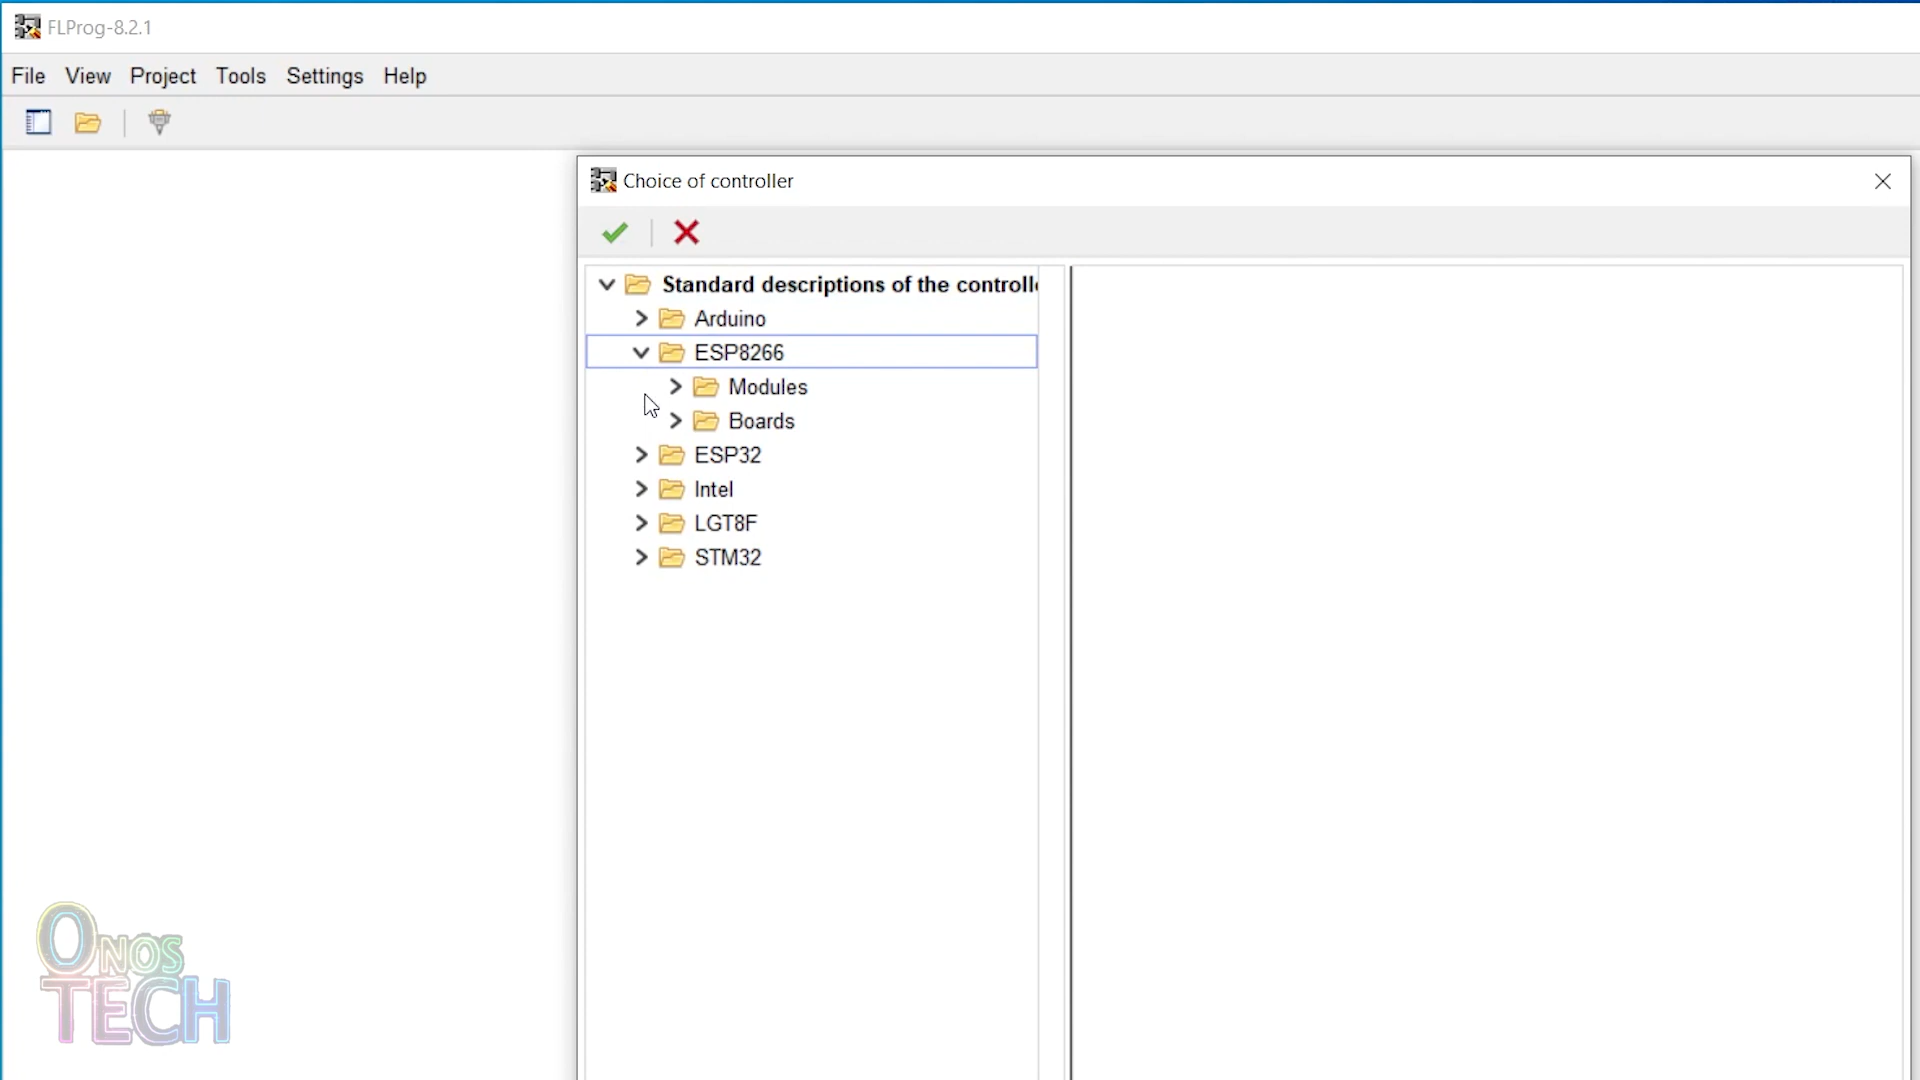 FLProg-8.2.1
File View Project Tools Settings Help
Choice of controller
Standard descriptions of the controll
Arduino
ESP8266
Modules
Boards
ESP32
Intel
LGT8F
STM32
ONOS
TECH